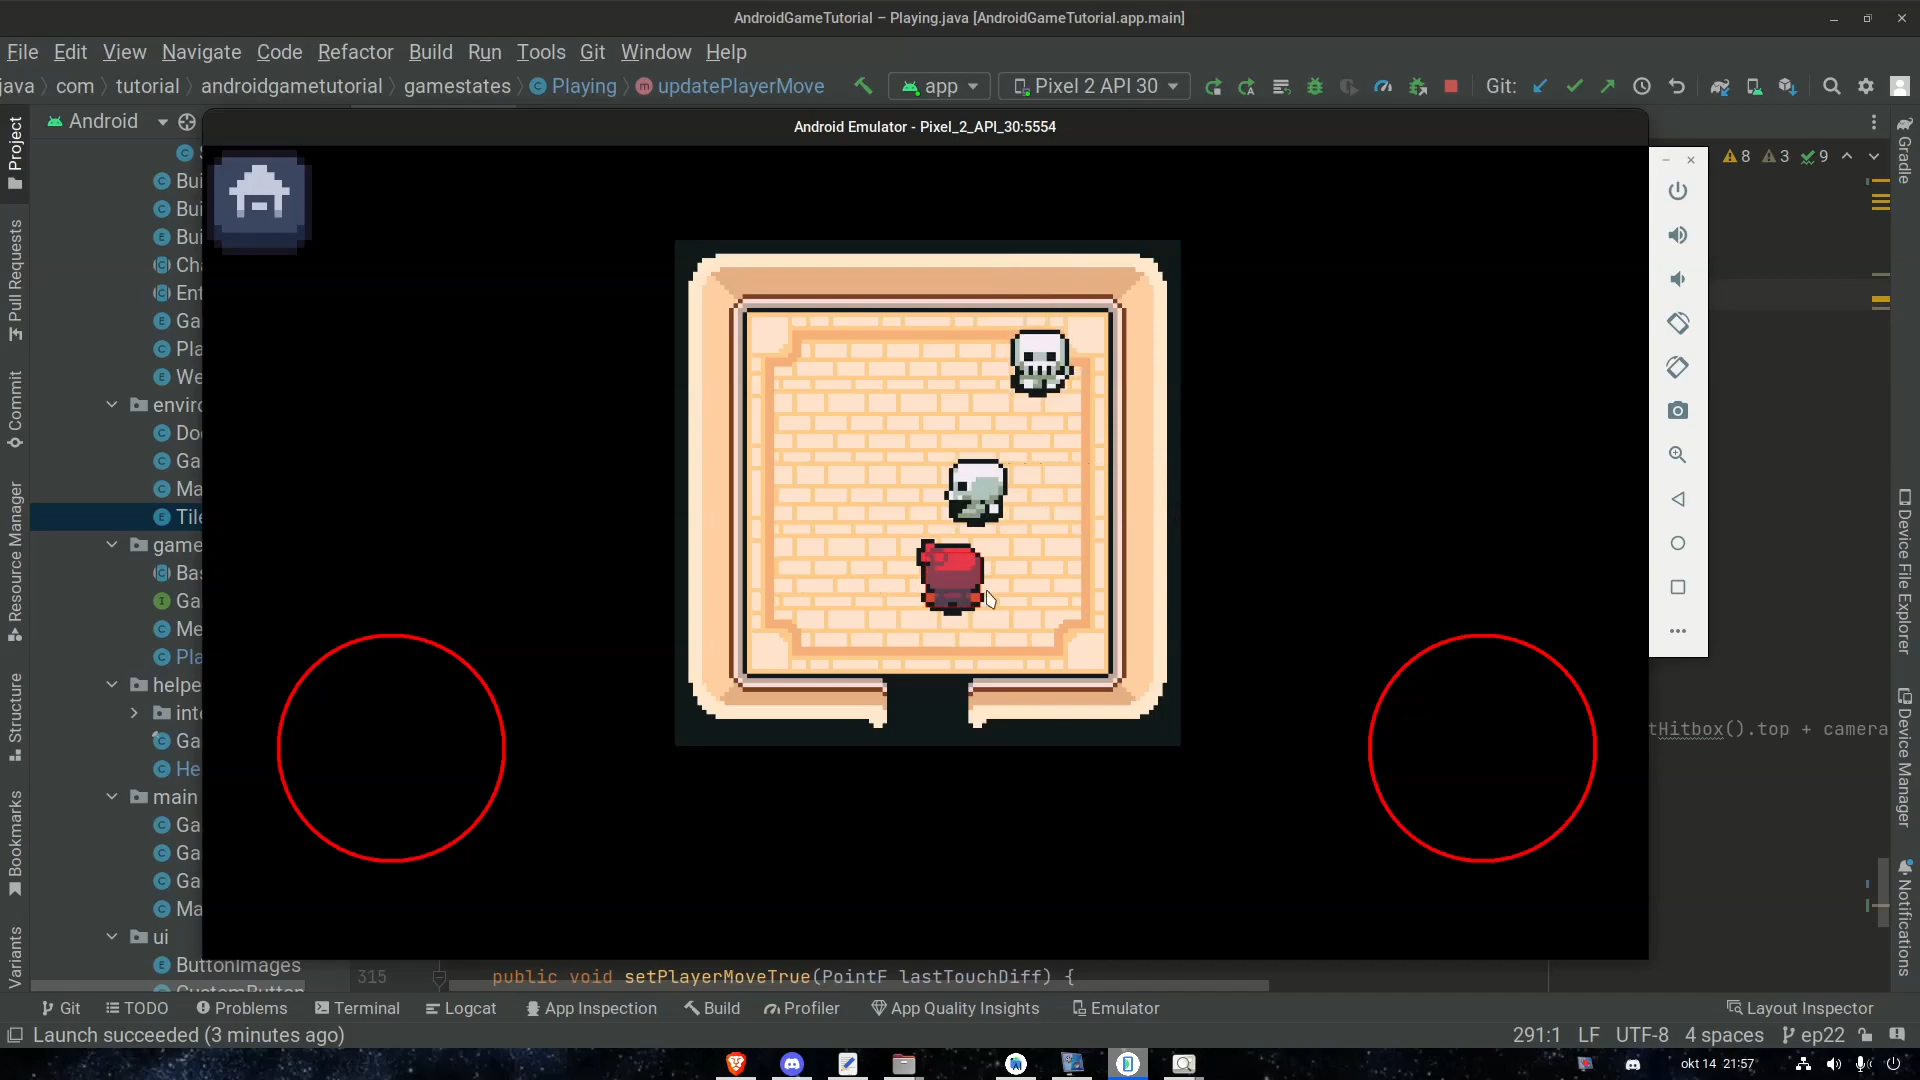 AndroidGameTutorial – Playing.java [AndroidGameTutorial.app.main]
File Edit View Navigate Code Refactor Build Run Tools Git Window Help
java com tutorial androidgametutorial gamestates Playing updatePlayerMove app Pixel 2 API 30 Git:
Android
Android Emulator - Pixel_2_API_30:5554
8 3 9
Bui
Bui
Bui
Cha
Ent
Ga
Pla
We
enviro
Do
Ga
Ma
Tile
game
Bas
Ga
Me
Pla
helpe
inte
Ga
He
main
Ga
Ga
Ga
Ma
ui
ButtonImages
CustomButton
Project
Pull Requests
Commit
Resource Manager
Structure
Bookmarks
Variants
Gradle
Device File Explorer
Device Manager
Notifications
tHitbox().top + camera
315 public void setPlayerMoveTrue(PointF lastTouchDiff) {
Git TODO Problems Terminal Logcat App Inspection Build Profiler App Quality Insights Emulator Layout Inspector
Launch succeeded (3 minutes ago) 291:1 LF UTF-8 4 spaces ep22
okt 14 21:57